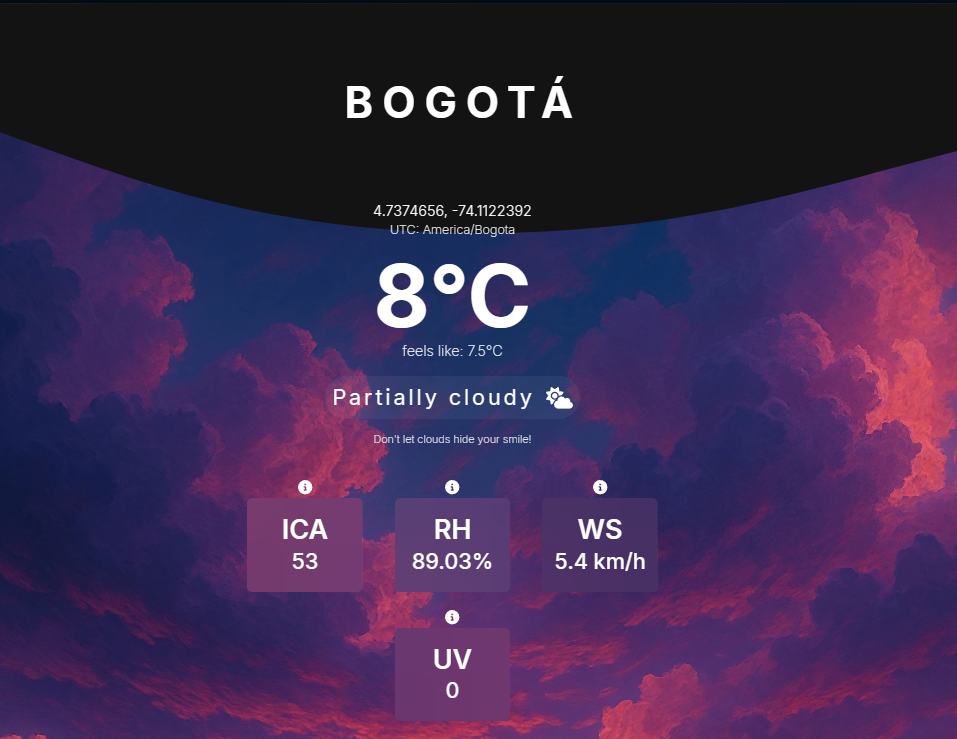 BOGOTÁ
4.7374656, -74.1122392
UTC: America/Bogota
8°C
feels like: 7.5°C
Partially cloudy
Don't let clouds hide your smile!
ICA
53
RH
89.03%
WS
5.4 km/h
UV
0